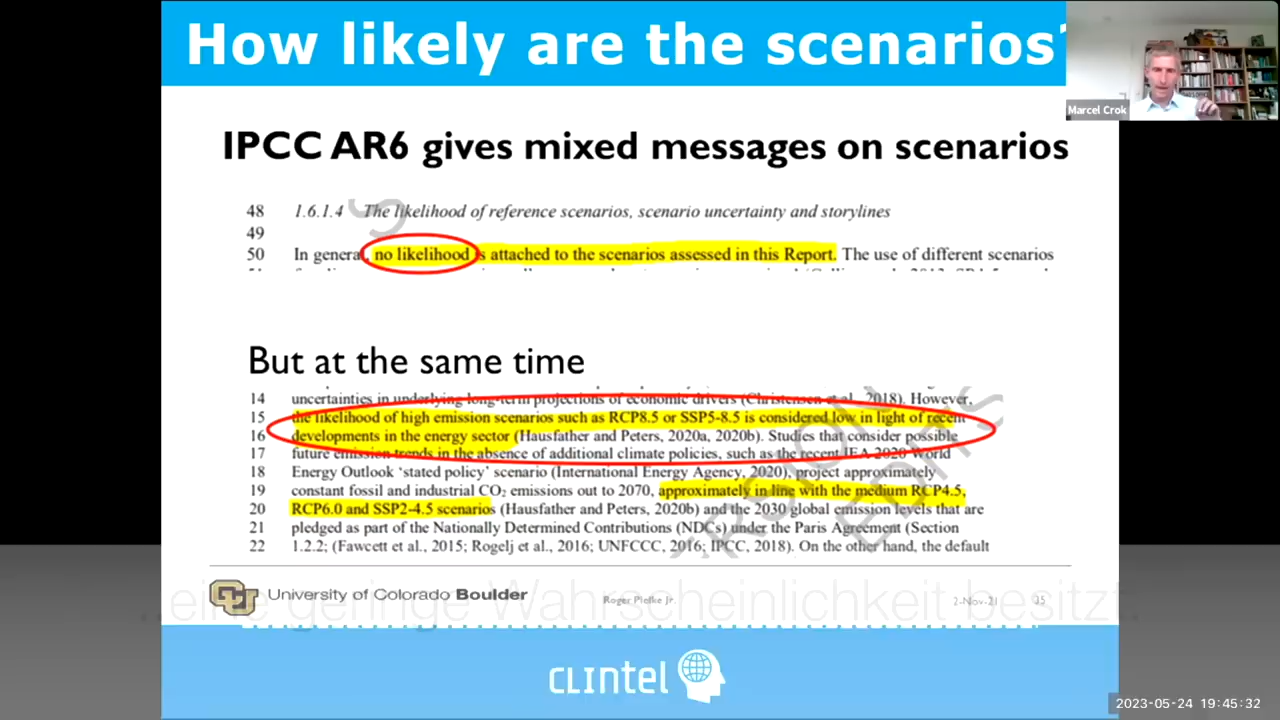 How likely are the scenarios?
Marcel Crok
IPCC AR6 gives mixed messages on scenarios
48 1.6.1.4 The likelihood of reference scenarios, scenario uncertainty and storylines
49
50 In general, no likelihood is attached to the scenarios assessed in this Report. The use of different scenarios
But at the same time
14 uncertainties in underlying long-term projections of economic drivers (Christensen et al., 2018). However,
15 the likelihood of high emission scenarios such as RCP8.5 or SSP5-8.5 is considered low in light of recent
16 developments in the energy sector (Hausfather and Peters, 2020a, 2020b). Studies that consider possible
17 future emission trends in the absence of additional climate policies, such as the recent IEA 2020 World
18 Energy Outlook ‘stated policy’ scenario (International Energy Agency, 2020), project approximately
19 constant fossil and industrial CO₂ emissions out to 2070, approximately in line with the medium RCP4.5,
20 RCP6.0 and SSP2-4.5 scenarios (Hausfather and Peters, 2020b) and the 2030 global emission levels that are
21 pledged as part of the Nationally Determined Contributions (NDCs) under the Paris Agreement (Section
22 1.2.2; (Fawcett et al., 2015; Rogelj et al., 2016; UNFCCC, 2016; IPCC, 2018). On the other hand, the default
University of Colorado Boulder
Roger Pielke Jr.
2-Nov-21
35
...eine geringe Wahrscheinlichkeit besitzt.
CLINTEL
2023-05-24 19:45:32